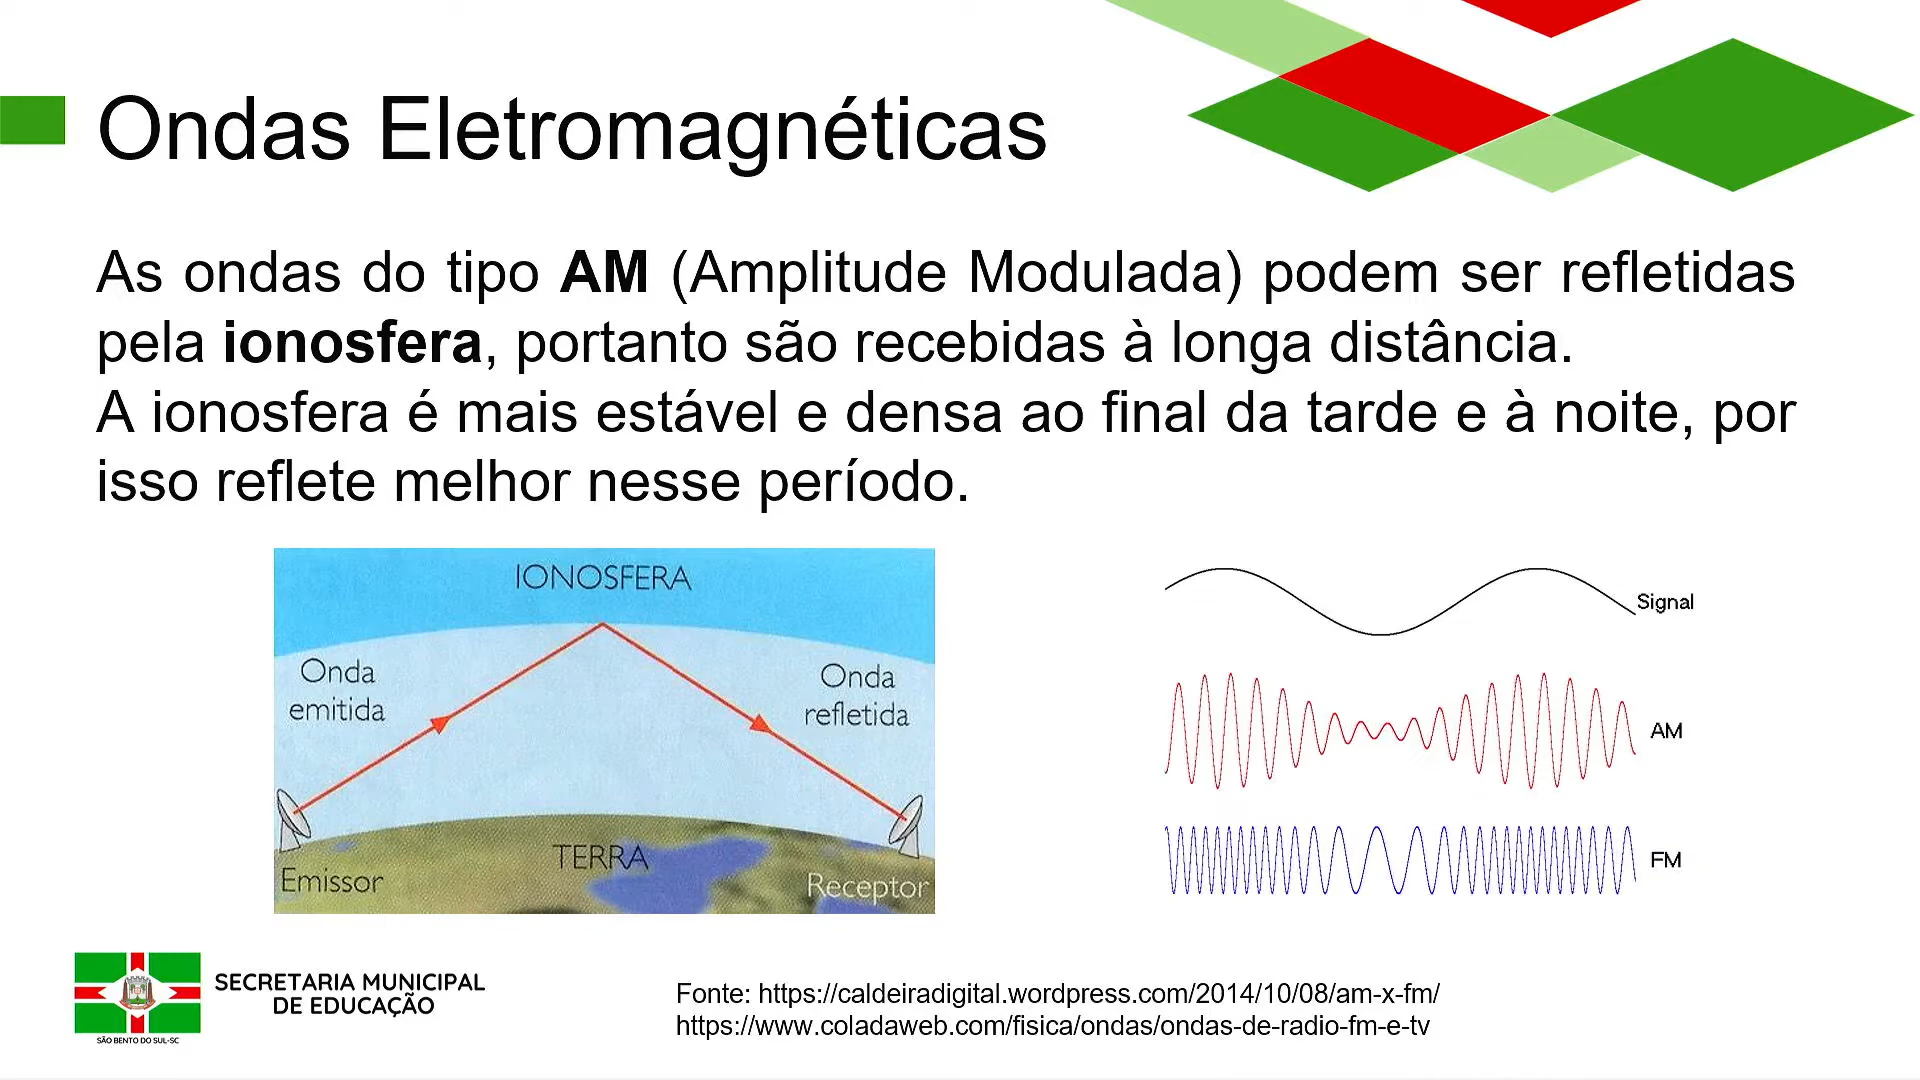 Ondas Eletromagnéticas
As ondas do tipo AM (Amplitude Modulada) podem ser refletidas
pela ionosfera, portanto são recebidas à longa distância.
A ionosfera é mais estável e densa ao final da tarde e à noite, por
isso reflete melhor nesse período.
IONOSFERA
Onda
emitida
Onda
refletida
TERRA
Emissor
Receptor
Signal
AM
FM
SECRETARIA MUNICIPAL
DE EDUCAÇÃO
SÃO BENTO DO SUL-SC
Fonte: https://caldeiradigital.wordpress.com/2014/10/08/am-x-fm/
https://www.coladaweb.com/fisica/ondas/ondas-de-radio-fm-e-tv